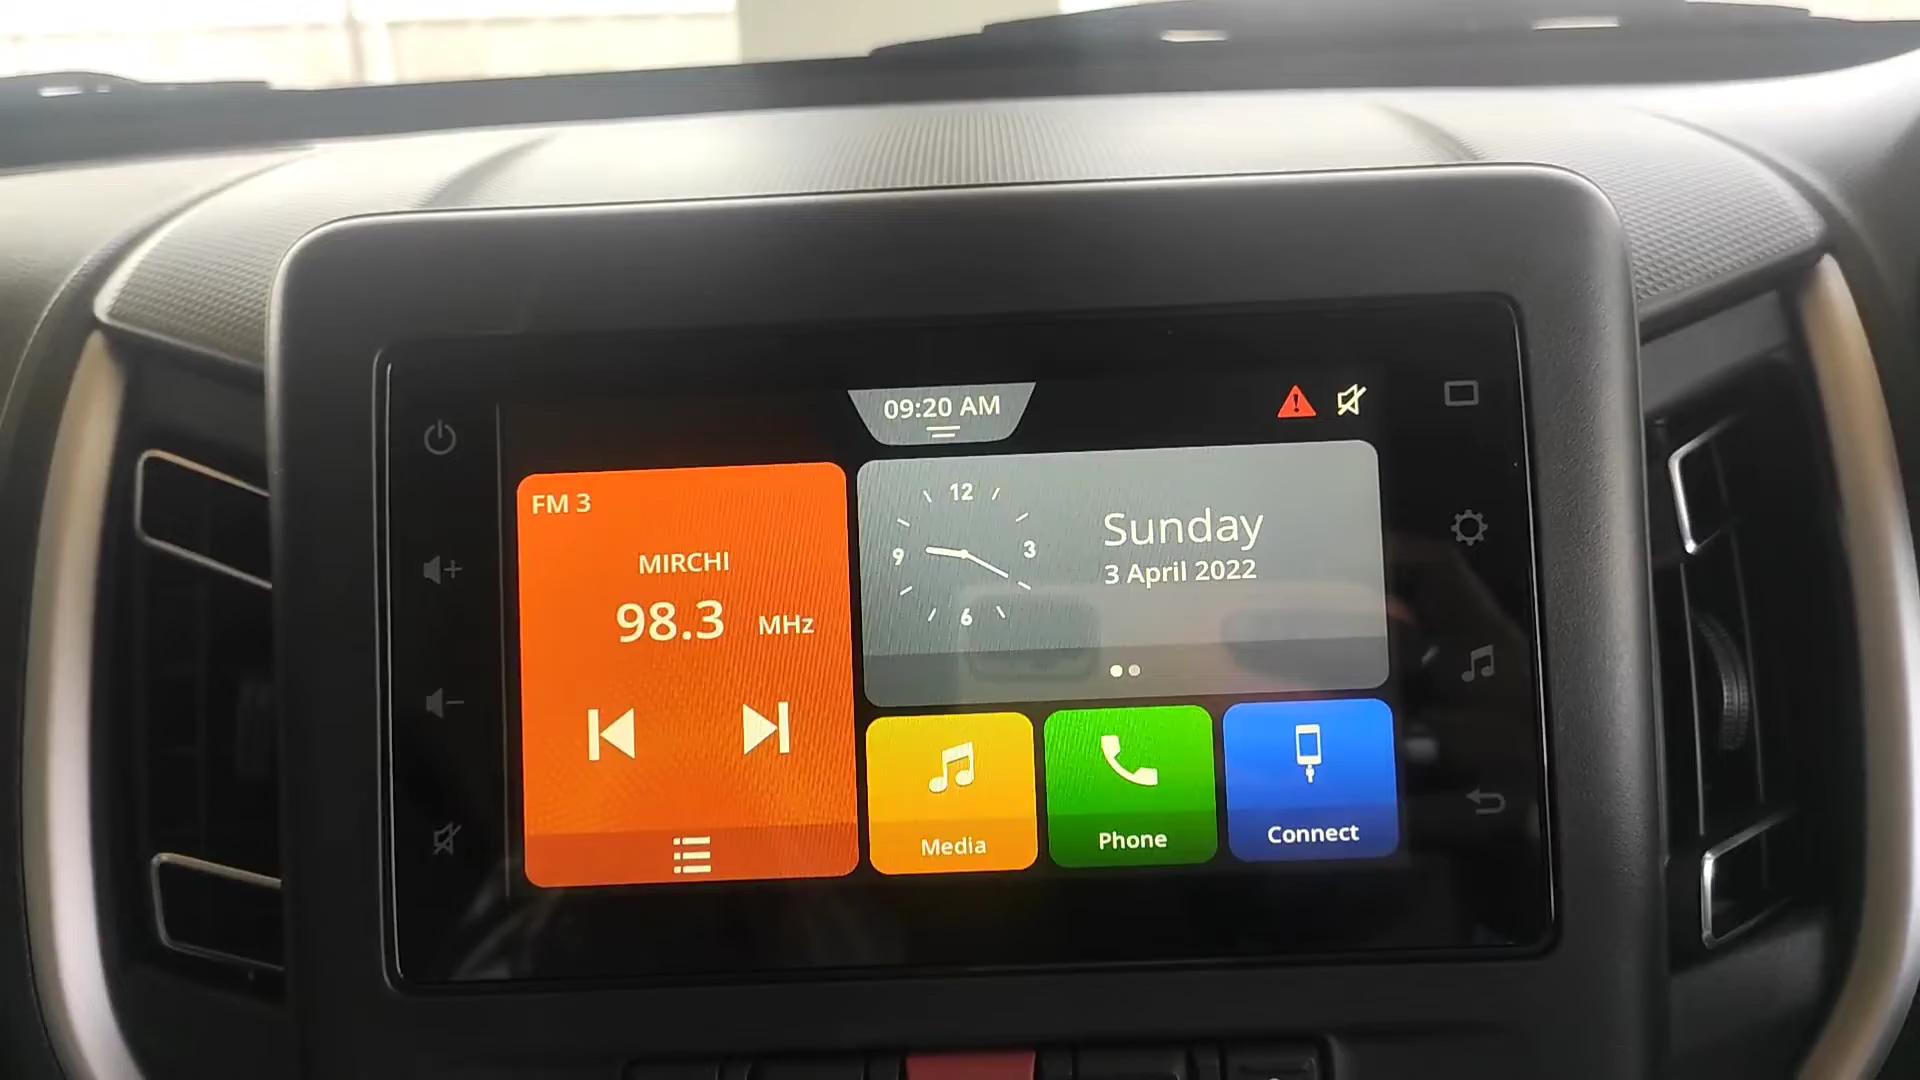 09:20 AM
FM 3
MIRCHI
98.3 MHz
12
3
6
9
Sunday
3 April 2022
Media
Phone
Connect